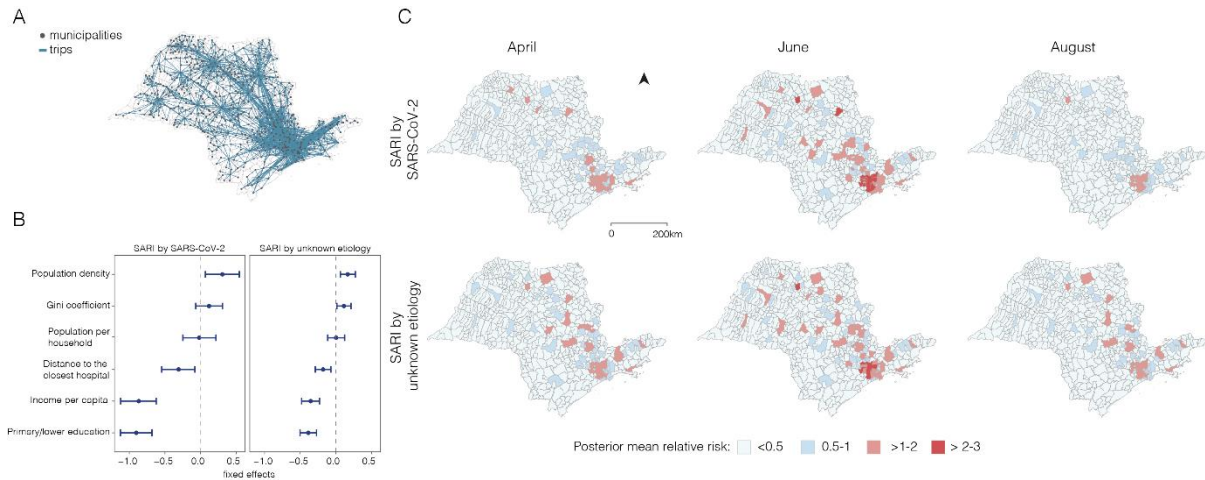 A
municipalities
trips
B
SARI by SARS-CoV-2
SARI by unknown etiology
Population dencity
Gini coefficient
Population per
household
Distance to the
closest hospital
Income per capita
Primary/lower education
−1.0 −0.5 0.0 0.5
−1.0 −0.5 0.0 0.5
fixed effects
C
April
June
August
SARI by
SARS-CoV-2
0 200km
SARI by
unknown etiology
Posterior mean relative risk: <0.5 0.5-1 >1-2 > 2-3